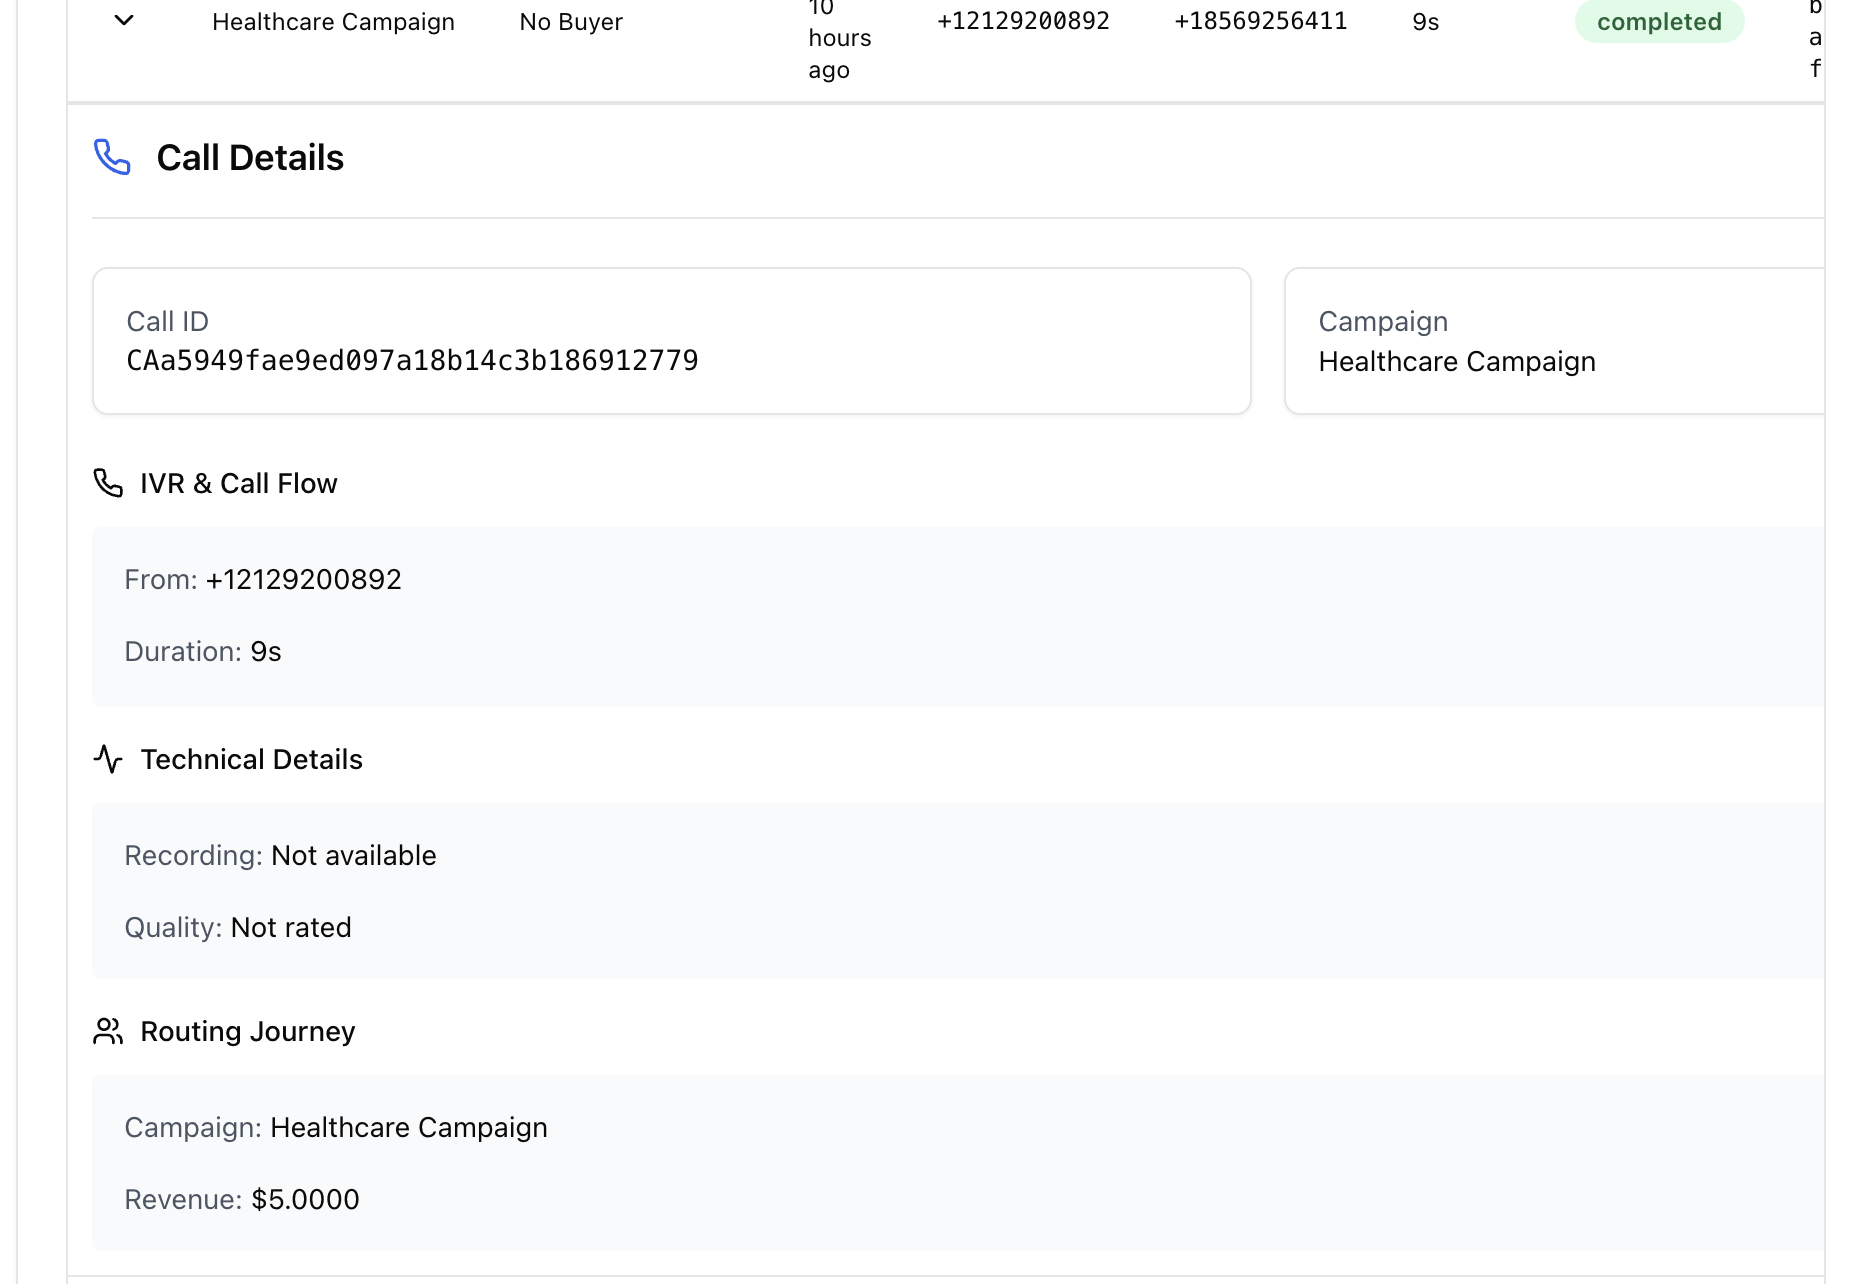 Healthcare Campaign No Buyer 10 hours ago +12129200892 +18569256411 9s completed b a f
Call Details
Call ID
CAa5949fae9ed097a18b14c3b186912779
Campaign
Healthcare Campaign
IVR & Call Flow
From: +12129200892
Duration: 9s
Technical Details
Recording: Not available
Quality: Not rated
Routing Journey
Campaign: Healthcare Campaign
Revenue: $5.0000